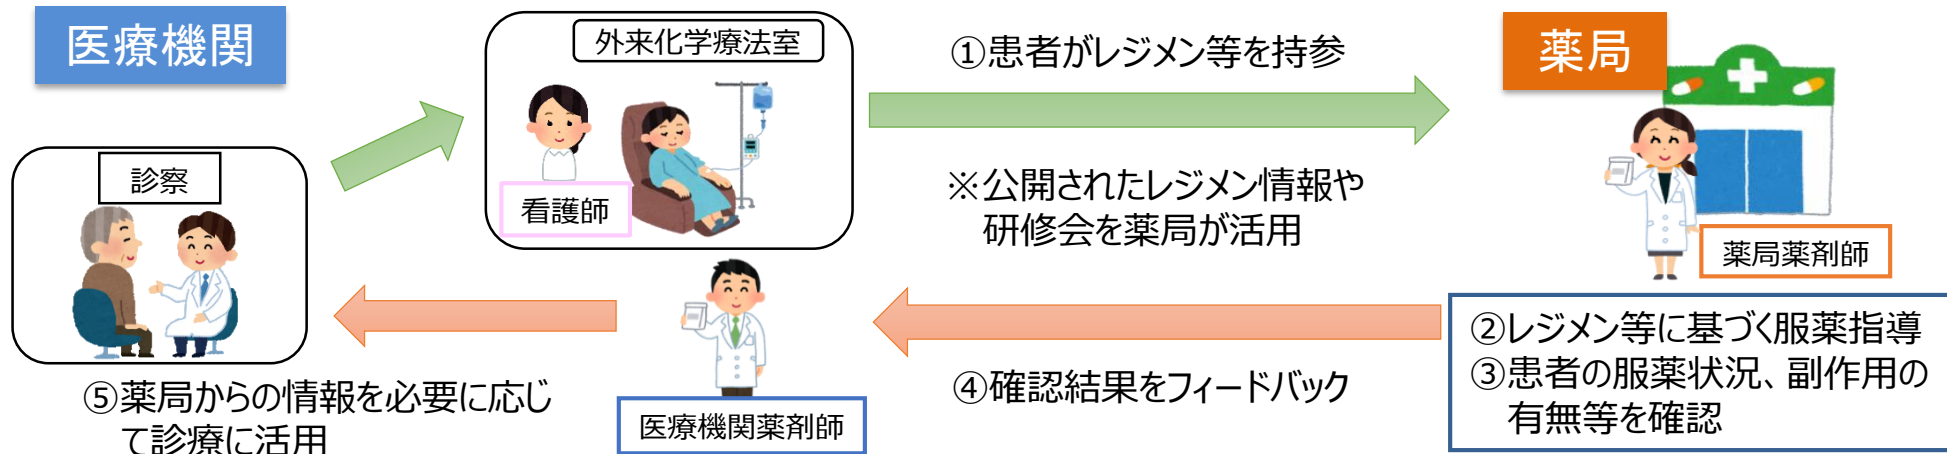 医療機関
外来化学療法室
看護師
診察
①患者がレジメン等を持参
※公開されたレジメン情報や
研修会を薬局が活用
薬局
薬局薬剤師
②レジメン等に基づく服薬指導
③患者の服薬状況、副作用の
有無等を確認
④確認結果をフィードバック
医療機関薬剤師
⑤薬局からの情報を必要に応じ
て診療に活用